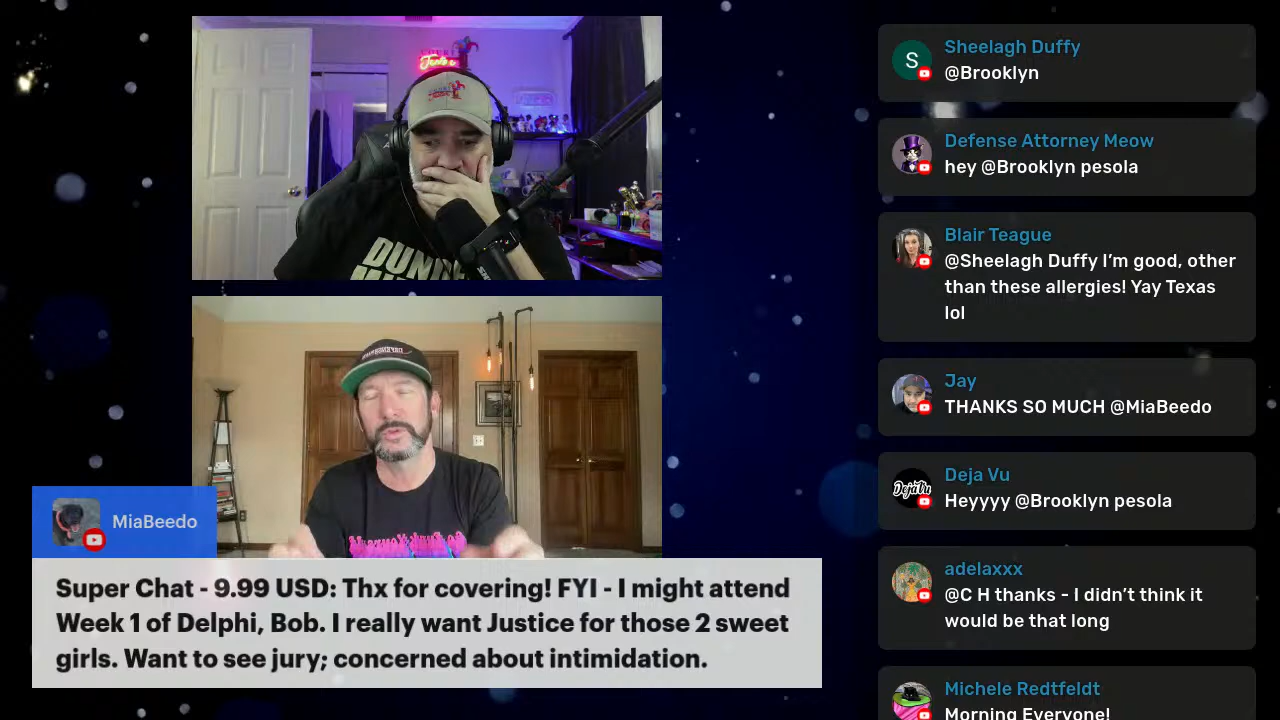 Sheelagh Duffy
@Brooklyn
Defense Attorney Meow
hey @Brooklyn pesola
Blair Teague
@Sheelagh Duffy I’m good, other
than these allergies! Yay Texas
lol
Jay
THANKS SO MUCH @MiaBeedo
Deja Vu
Heyyyy @Brooklyn pesola
adelaxxx
@C H thanks - I didn’t think it
would be that long
Michele Redtfeldt
Morning Everyone!
S
DejaVu
MiaBeedo
Super Chat - 9.99 USD: Thx for covering! FYI - I might attend
Week 1 of Delphi, Bob. I really want Justice for those 2 sweet
girls. Want to see jury; concerned about intimidation.